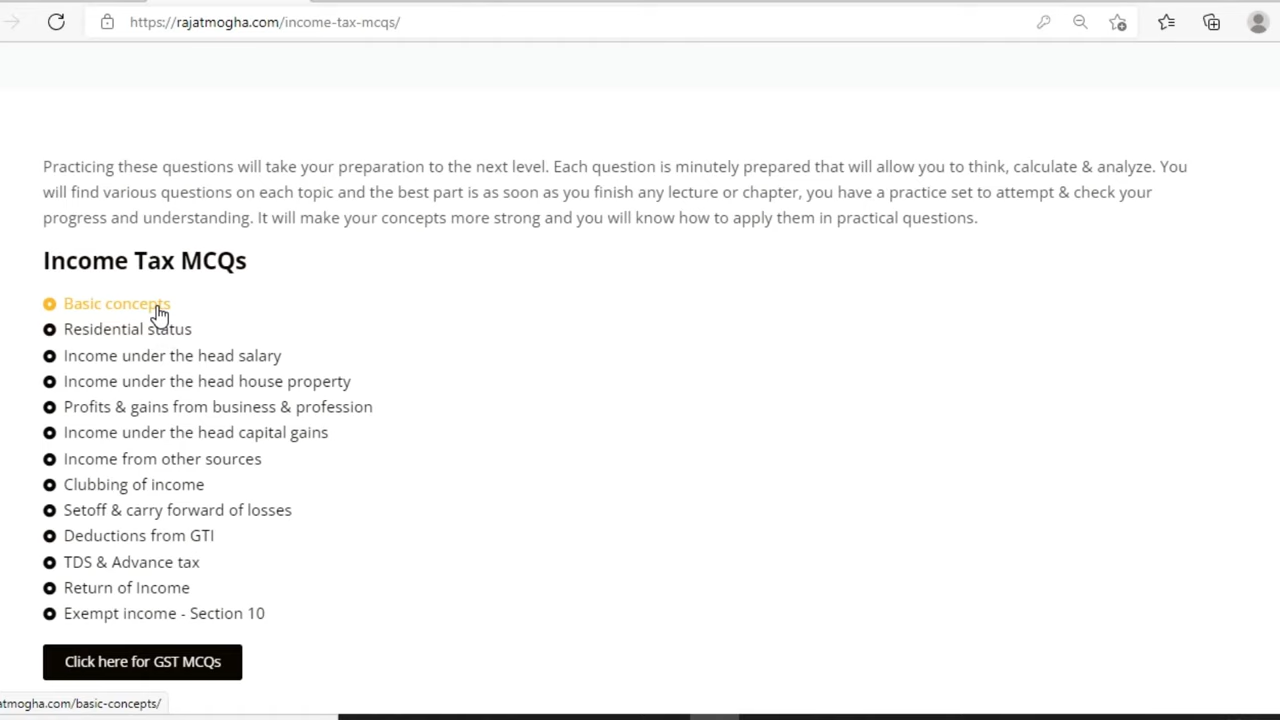 https://rajatmogha.com/income-tax-mcqs/
Practicing these questions will take your preparation to the next level. Each question is minutely prepared that will allow you to think, calculate & analyze. You
will find various questions on each topic and the best part is as soon as you finish any lecture or chapter, you have a practice set to attempt & check your
progress and understanding. It will make your concepts more strong and you will know how to apply them in practical questions.
Income Tax MCQs
Basic concepts
Residential status
Income under the head salary
Income under the head house property
Profits & gains from business & profession
Income under the head capital gains
Income from other sources
Clubbing of income
Setoff & carry forward of losses
Deductions from GTI
TDS & Advance tax
Return of Income
Exempt income - Section 10
Click here for GST MCQs
atmogha.com/basic-concepts/